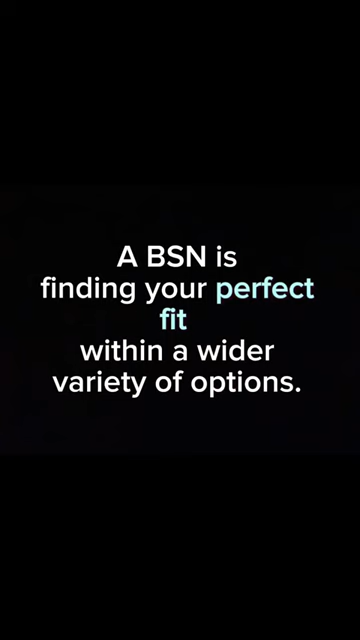 A BSN is
finding your perfect
fit
within a wider
variety of options.